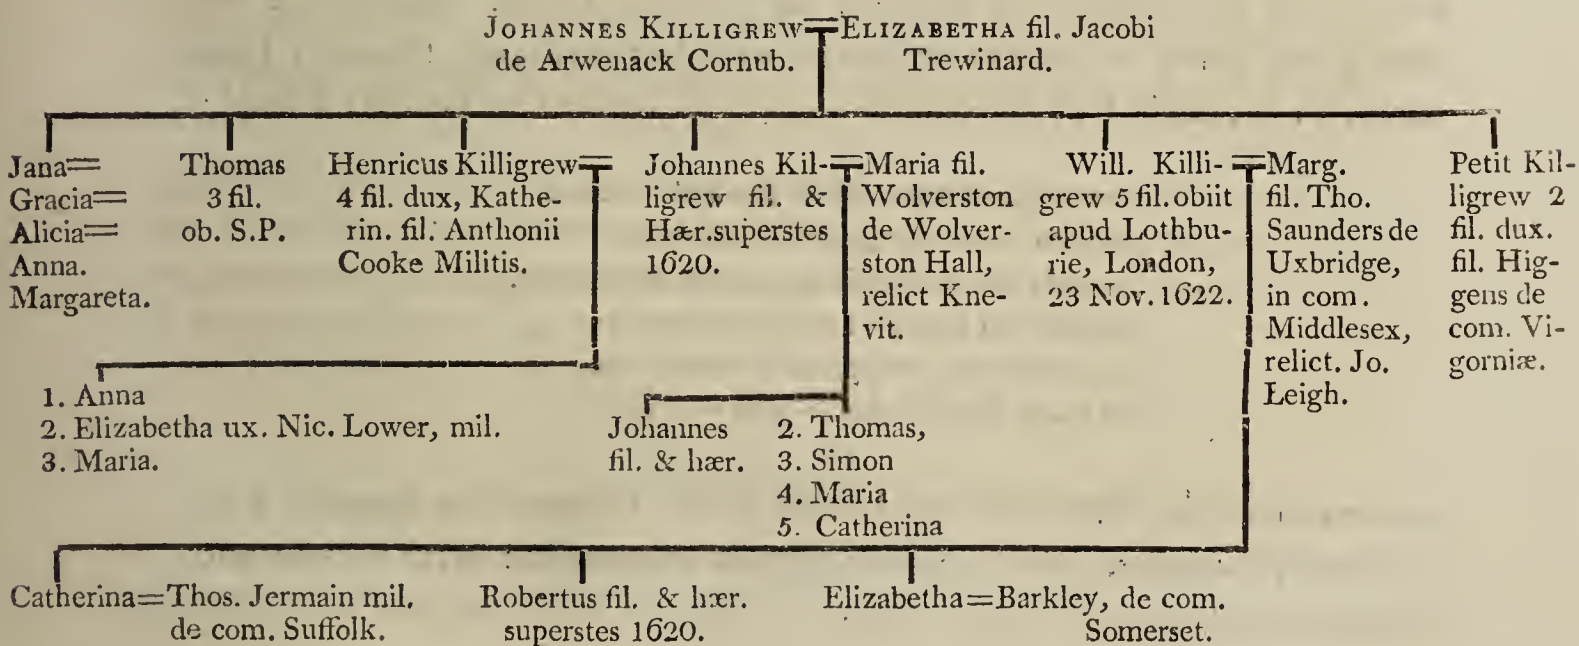 JOHANNES KILLIGREW=ELIZABETHA fil. Jacobi
de Arwenack Cornub. Trewinard.
Jana=
Gracia=
Alicia=
Anna.
Margareta.
Thomas
3 fil.
ob. S.P.
Henricus Killigrew=
4 fil. dux, Kathe-
rin. fil. Anthonii
Cooke Militis.
Johannes Kil-
ligrew fil. &
Hær. superstes
1620.
=Maria fil.
Wolverston
de Wolver-
ston Hall,
relict Kne-
vit.
Will. Killi-
grew 5 fil. obiit
apud Lothbu-
rie, London,
23 Nov. 1622.
=Marg.
fil. Tho.
Saunders de
Uxbridge,
in com.
Middlesex,
relict. Jo.
Leigh.
Petit Kil-
ligrew 2
fil. dux.
fil. Hig-
gens de
com. Vi-
gorniæ.
1. Anna
2. Elizabetha ux. Nic. Lower, mil.
3. Maria.
Johannes
fil. & hær.
2. Thomas,
3. Simon
4. Maria
5. Catherina
Catherina=Thos. Jermain mil.
de com. Suffolk.
Robertus fil. & hær.
superstes 1620.
Elizabetha=Barkley, de com.
Somerset.